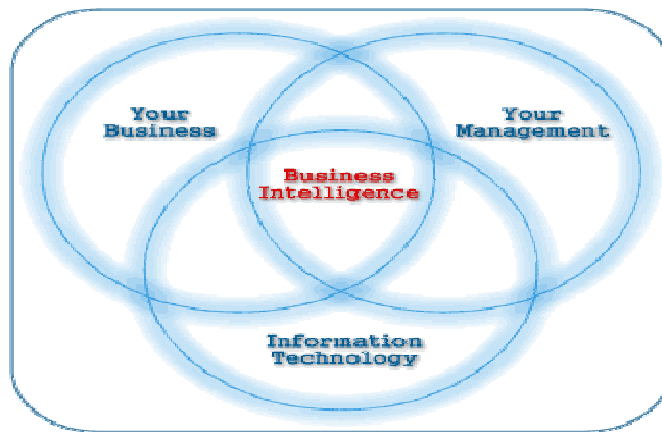 Your
Business
Your
Management
Business
Intelligence
Information
Technology